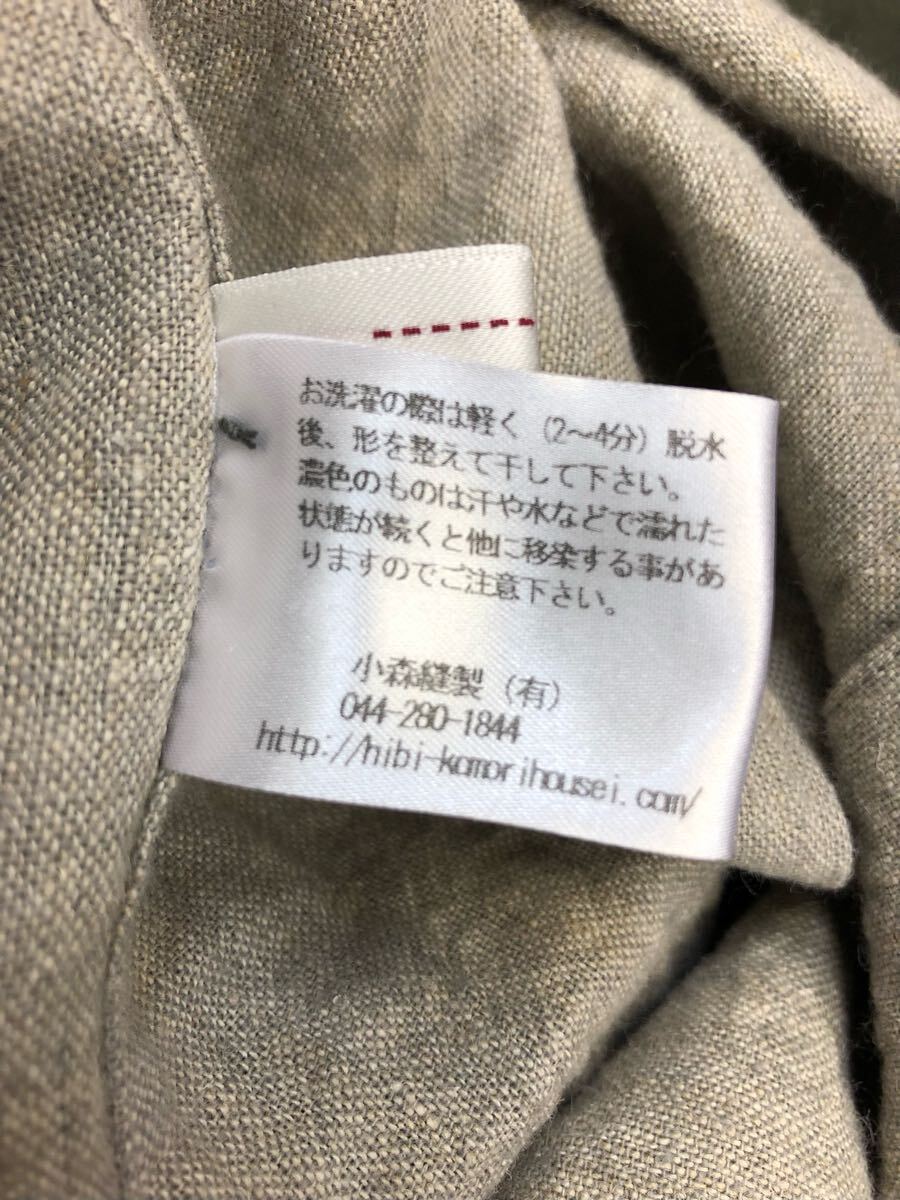 お洗濯の際は軽く（2〜4分）脱水
後、形を整えて干して下さい。
濃色のものは汗や水などで濡れた
状態が続くと他に移染する事があ
りますのでご注意下さい。
小森縫製（有）
044-280-1844
http://hibi-komorihousei.com/